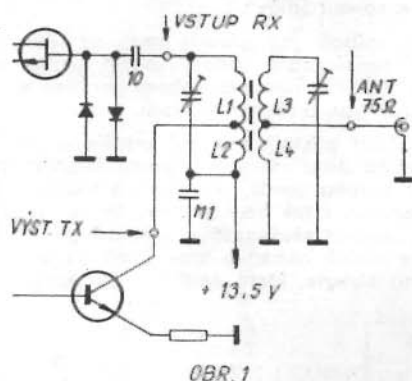 VSTUP RX
10
L1
L3
ANT
75Ω
L2
L4
M1
VÝST. TX
+ 13,5 V
OBR. 1